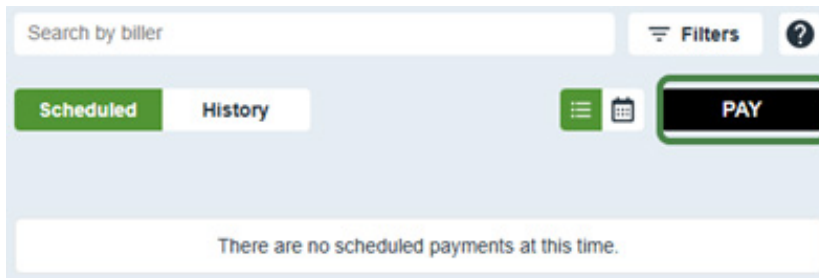 Search by biller
Filters
?
Scheduled
History
PAY
There are no scheduled payments at this time.